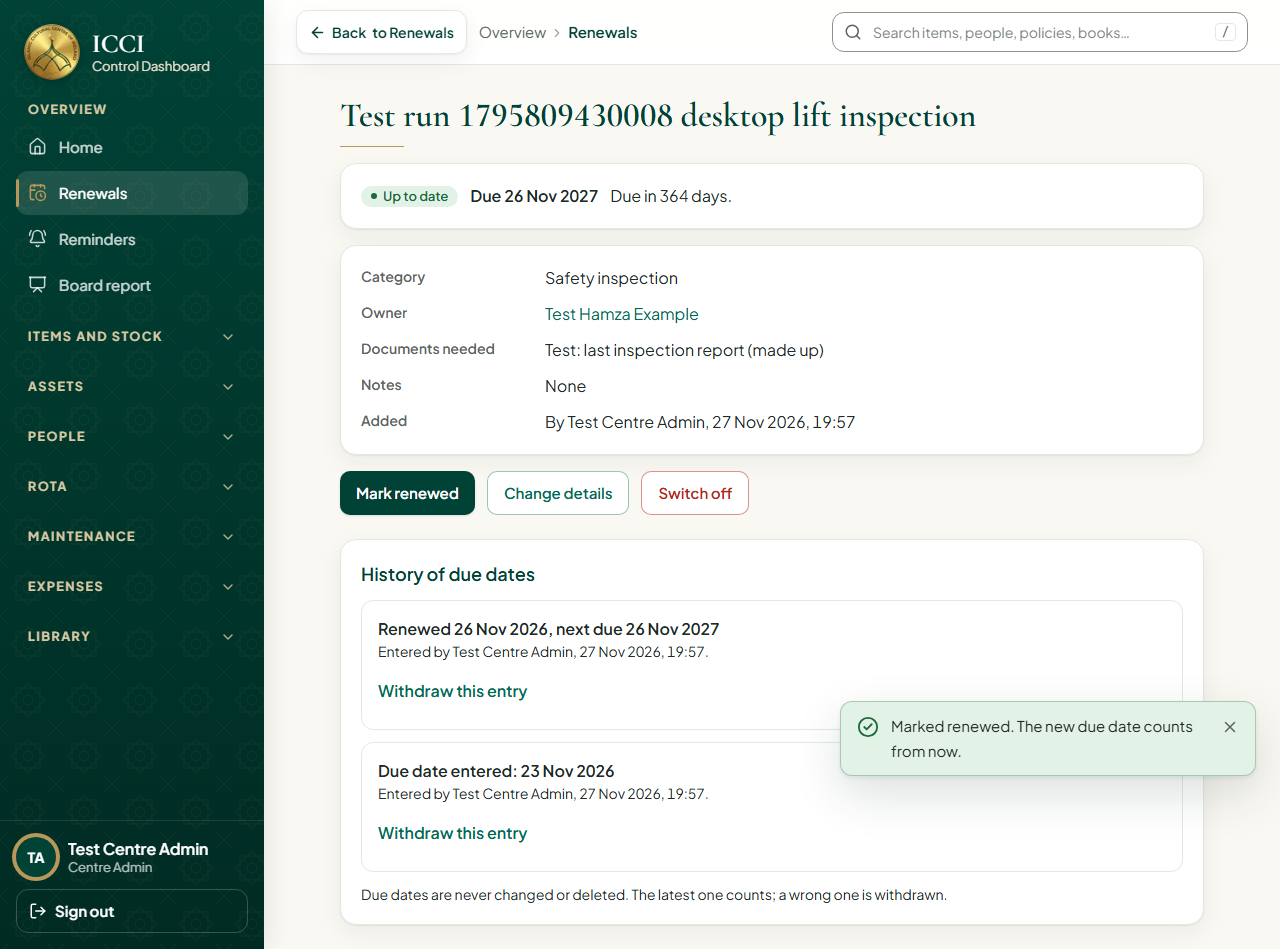 ICCI
Control Dashboard
OVERVIEW
Home
Renewals
Reminders
Board report
ITEMS AND STOCK
ASSETS
PEOPLE
ROTA
MAINTENANCE
EXPENSES
LIBRARY
TA
Test Centre Admin
Centre Admin
Sign out
Back to Renewals
Overview > Renewals
Search items, people, policies, books…
/
Test run 1795809430008 desktop lift inspection
Up to date Due 26 Nov 2027 Due in 364 days.
Category Safety inspection
Owner Test Hamza Example
Documents needed Test: last inspection report (made up)
Notes None
Added By Test Centre Admin, 27 Nov 2026, 19:57
Mark renewed
Change details
Switch off
History of due dates
Renewed 26 Nov 2026, next due 26 Nov 2027
Entered by Test Centre Admin, 27 Nov 2026, 19:57.
Withdraw this entry
Due date entered: 23 Nov 2026
Entered by Test Centre Admin, 27 Nov 2026, 19:57.
Withdraw this entry
Due dates are never changed or deleted. The latest one counts; a wrong one is withdrawn.
Marked renewed. The new due date counts
from now.